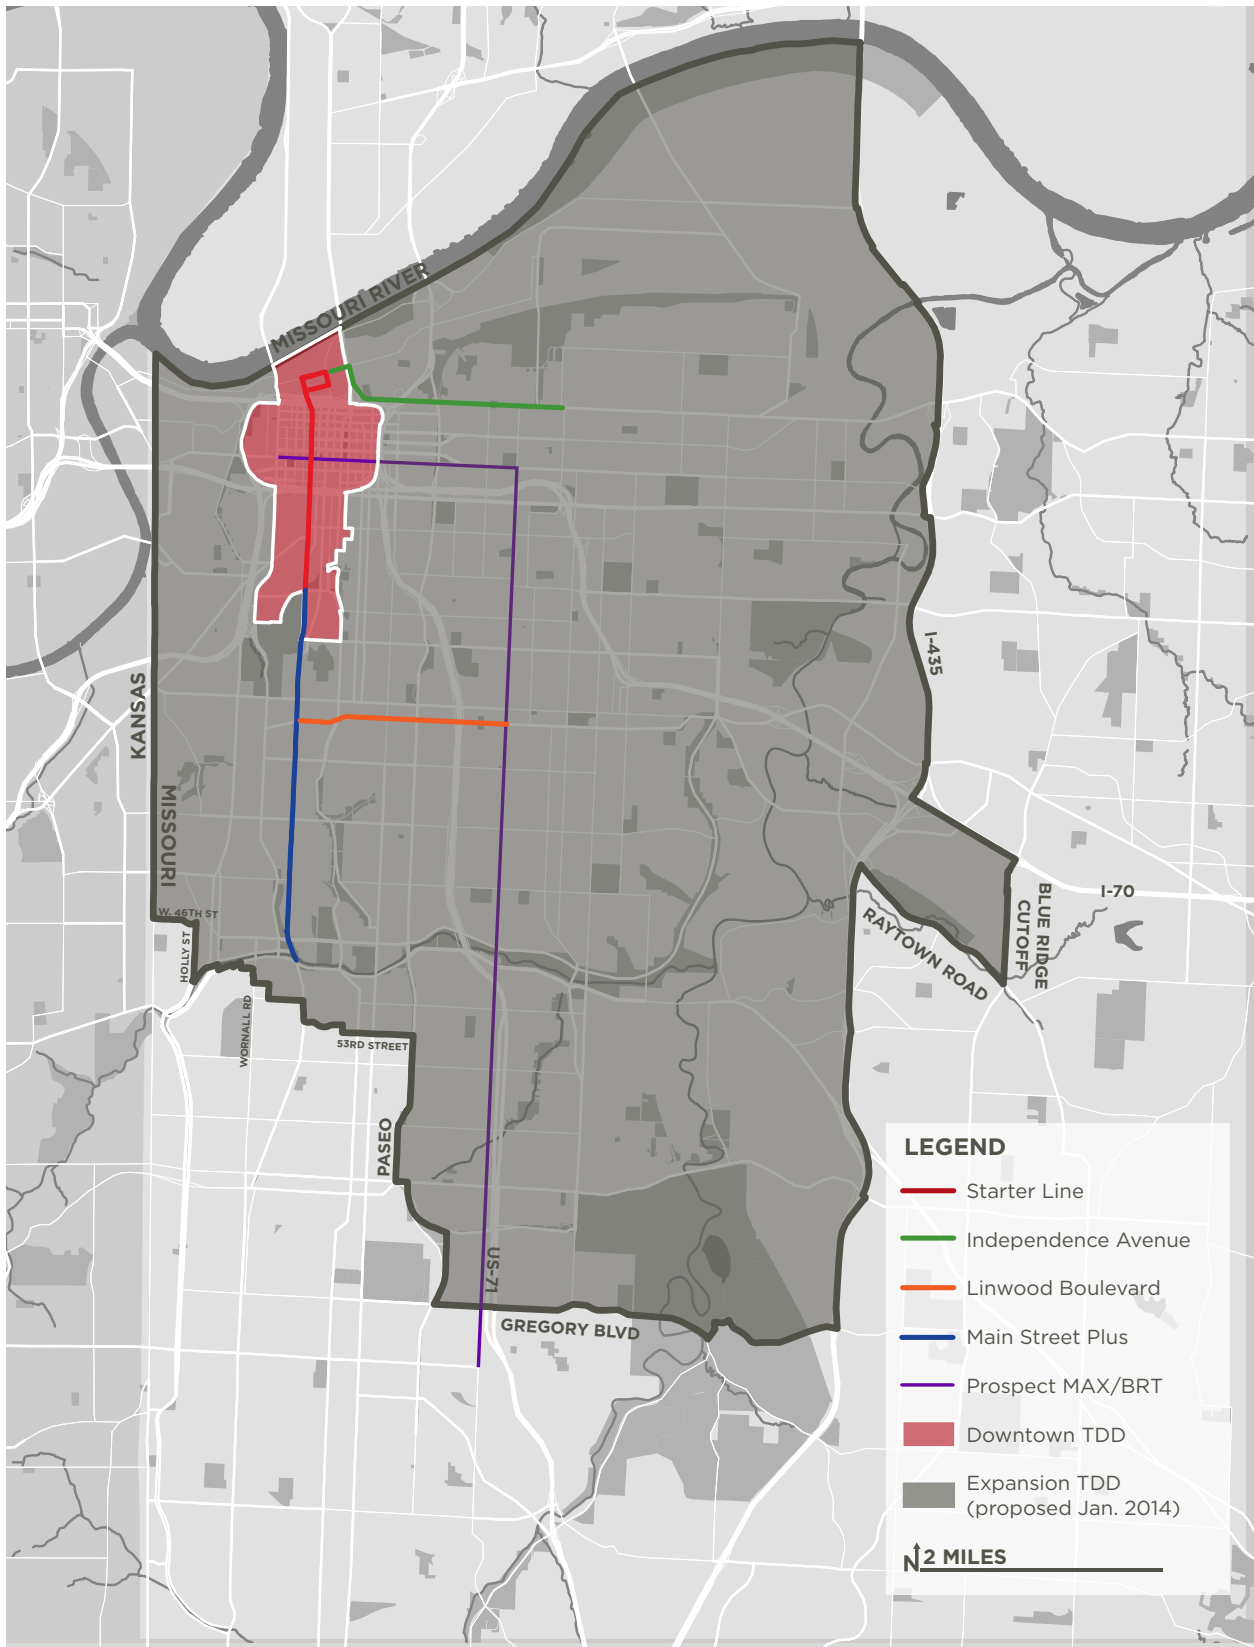 MISSOURI RIVER
I-435
KANSAS
MISSOURI
W. 46TH ST
HOLLY ST
WORNALL RD
53RD STREET
PASEO
US-71
GREGORY BLVD
RAYTOWN ROAD
BLUE RIDGE
CUTOFF
I-70
LEGEND
Starter Line
Independence Avenue
Linwood Boulevard
Main Street Plus
Prospect MAX/BRT
Downtown TDD
Expansion TDD
(proposed Jan. 2014)
N 2 MILES